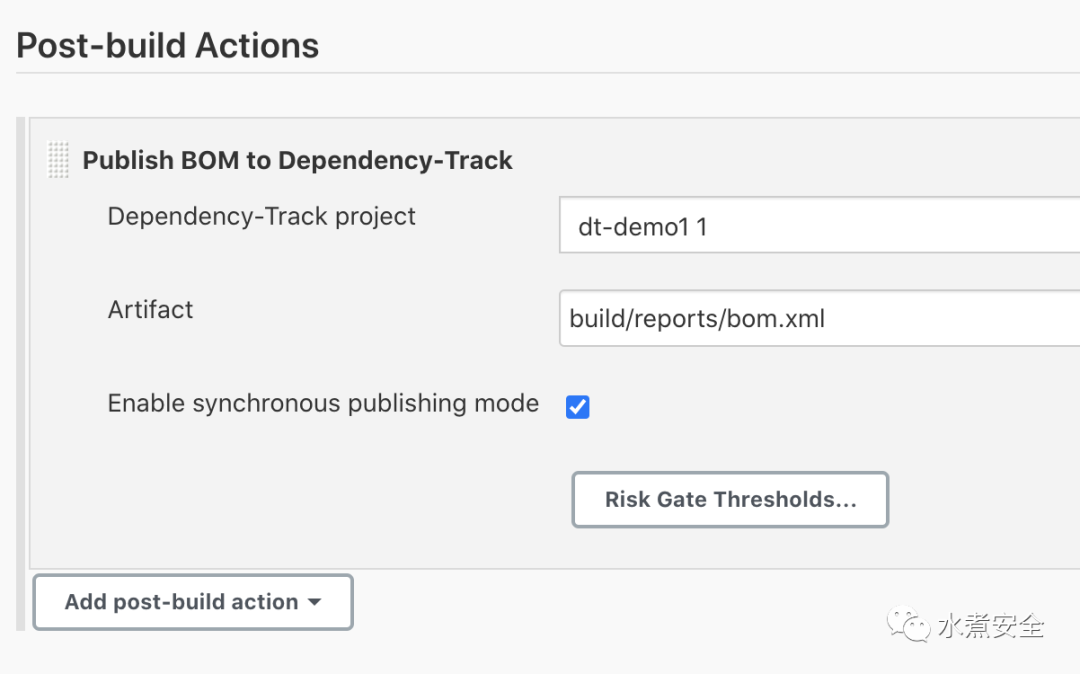 Post-build Actions
Publish BOM to Dependency-Track
Dependency-Track project
dt-demo1 1
Artifact
build/reports/bom.xml
Enable synchronous publishing mode
Risk Gate Thresholds...
Add post-build action
水煮安全